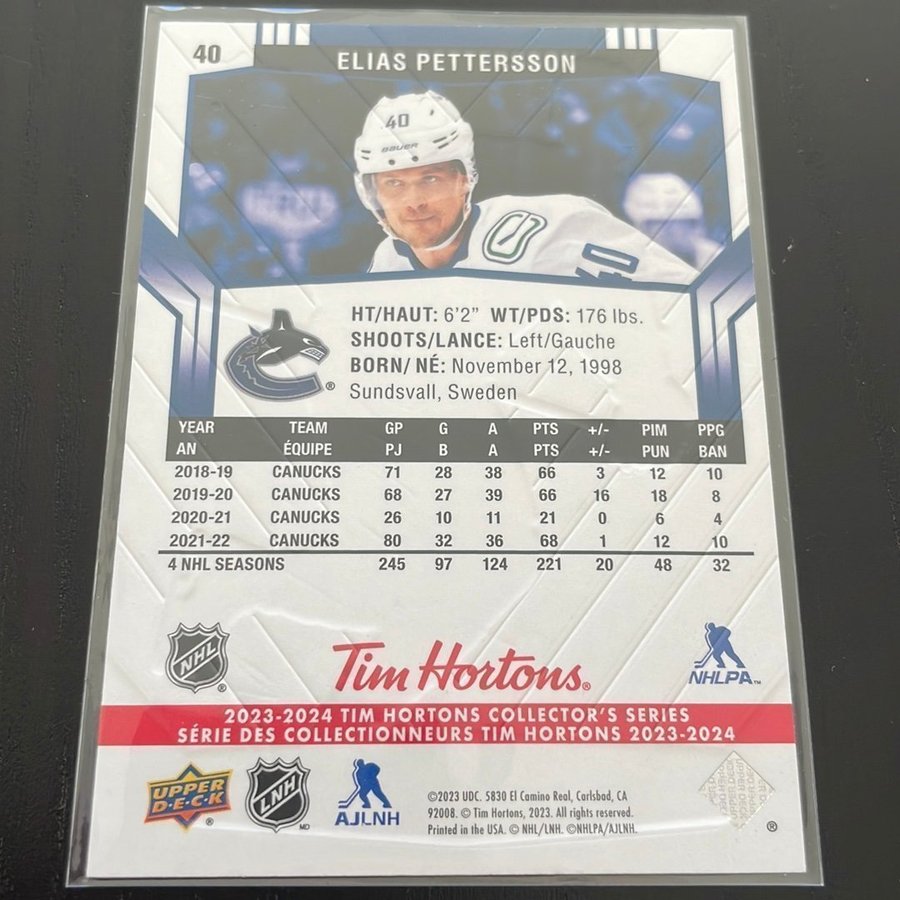 40
ELIAS PETTERSSON
40
BAUER
40
HT/HAUT: 6'2" WT/PDS: 176 lbs.
SHOOTS/LANCE: Left/Gauche
BORN/ NÉ: November 12, 1998
Sundsvall, Sweden
®
YEAR TEAM GP G A PTS +/- PIM PPG
AN ÉQUIPE PJ B A PTS +/- PUN BAN
2018-19 CANUCKS 71 28 38 66 3 12 10
2019-20 CANUCKS 68 27 39 66 16 18 8
2020-21 CANUCKS 26 10 11 21 0 6 4
2021-22 CANUCKS 80 32 36 68 1 12 10
4 NHL SEASONS 245 97 124 221 20 48 32
NHL ®
Tim Hortons®
NHLPA™
2023-2024 TIM HORTONS COLLECTOR'S SERIES
SÉRIE DES COLLECTIONNEURS TIM HORTONS 2023-2024
UPPER DECK ®
LNH MD
AJLNH
©2023 UDC. 5830 El Camino Real, Carlsbad, CA
92008. © Tim Hortons, 2023. All rights reserved.
Printed in the USA. © NHL/LNH. ©NHLPA/AJLNH.
®